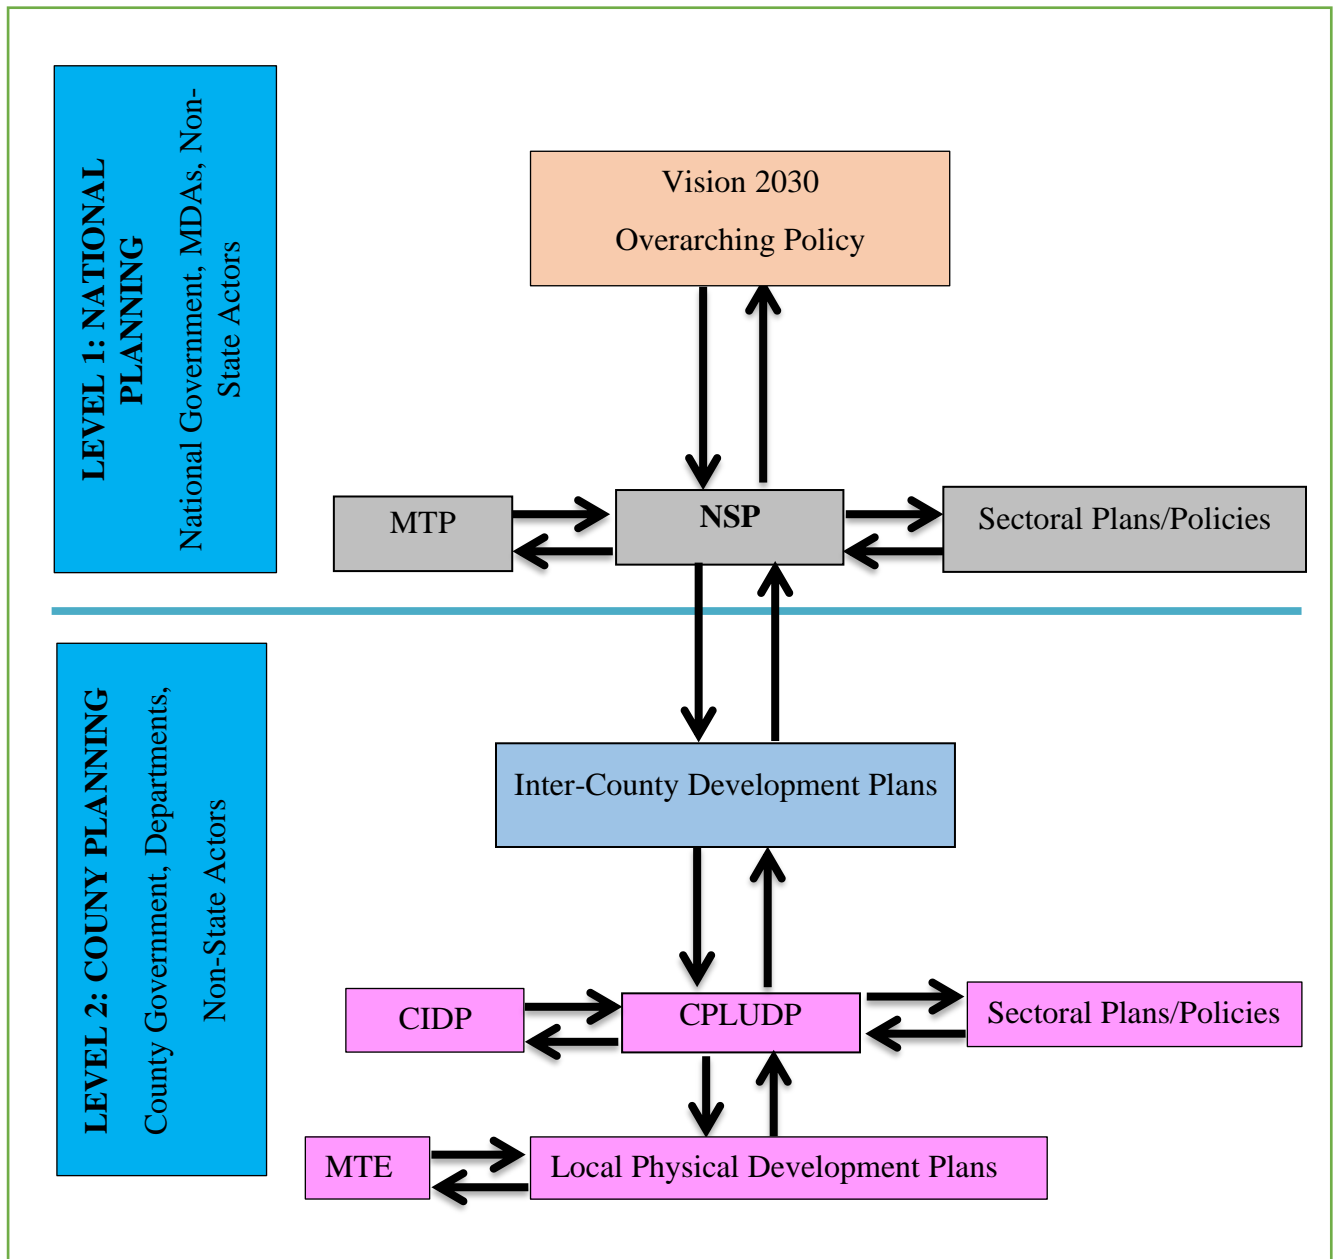 LEVEL 1: NATIONAL
PLANNING
National Government, MDAs, Non-
State Actors
Vision 2030
Overarching Policy
MTP
NSP
Sectoral Plans/Policies
LEVEL 2: COUNY PLANNING
County Government, Departments,
Non-State Actors
Inter-County Development Plans
CIDP
CPLUDP
Sectoral Plans/Policies
MTE
Local Physical Development Plans